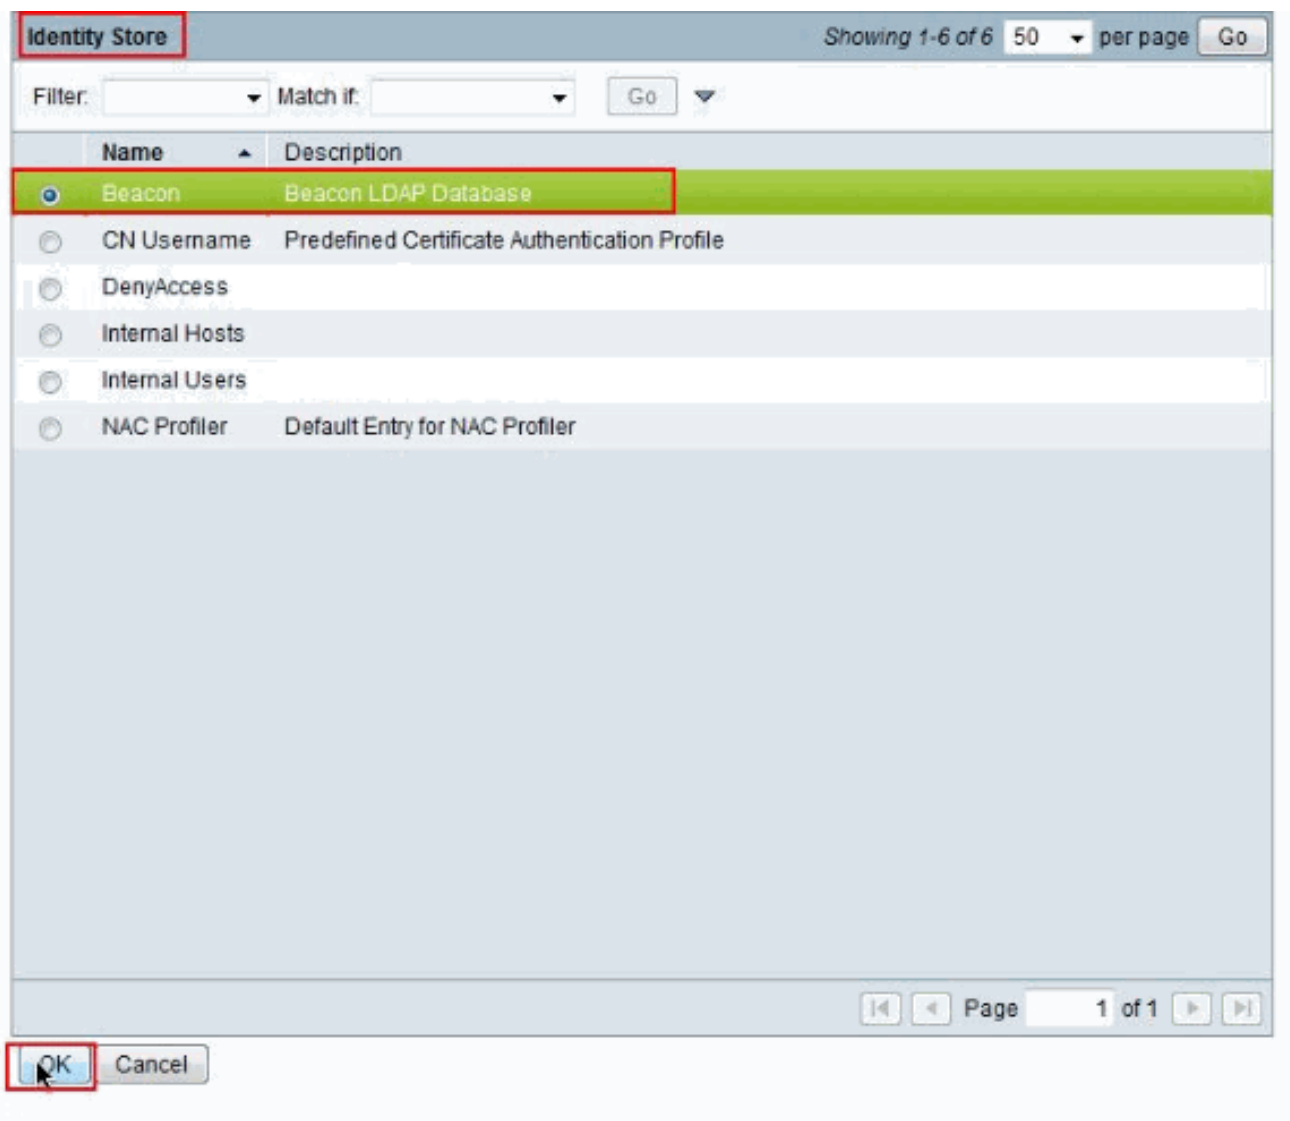 Identity Store Showing 1-6 of 6 50 per page Go
Filter: Match if: Go
Name Description
Beacon Beacon LDAP Database
CN Username Predefined Certificate Authentication Profile
DenyAccess
Internal Hosts
Internal Users
NAC Profiler Default Entry for NAC Profiler
Page 1 of 1
OK Cancel